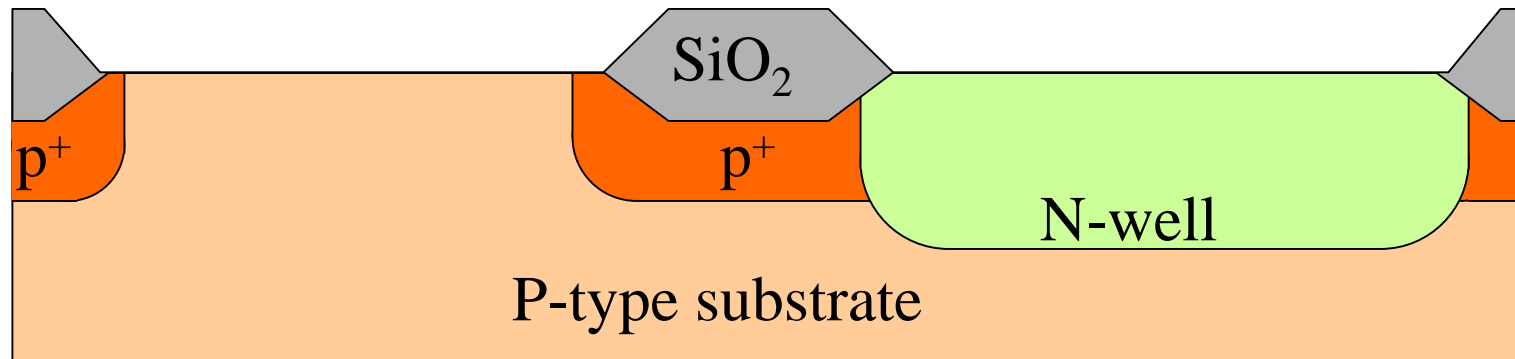 SiO₂
p⁺
p⁺
N-well
P-type substrate